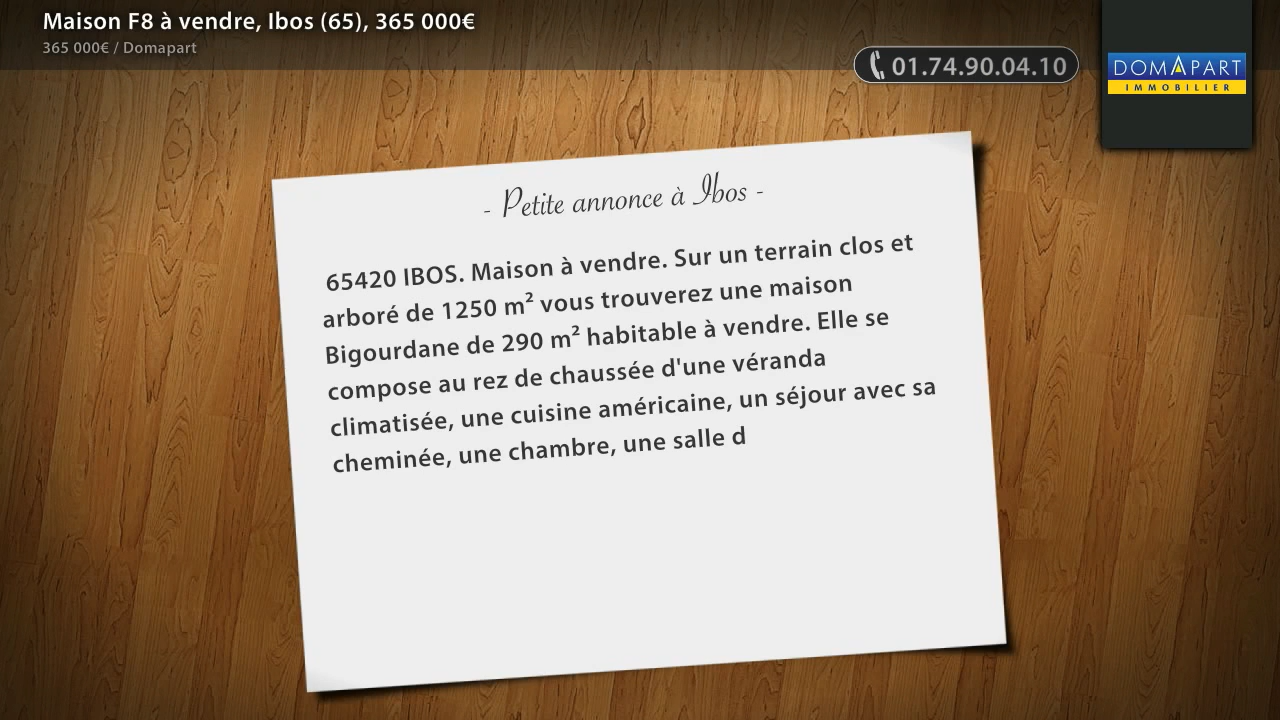 Maison F8 à vendre, Ibos (65), 365 000€
365 000€ / Domapart
01.74.90.04.10
DOMAPART
IMMOBILIER
- Petite annonce à Ibos -
65420 IBOS. Maison à vendre. Sur un terrain clos et
arboré de 1250 m² vous trouverez une maison
Bigourdane de 290 m² habitable à vendre. Elle se
compose au rez de chaussée d'une véranda
climatisée, une cuisine américaine, un séjour avec sa
cheminée, une chambre, une salle d